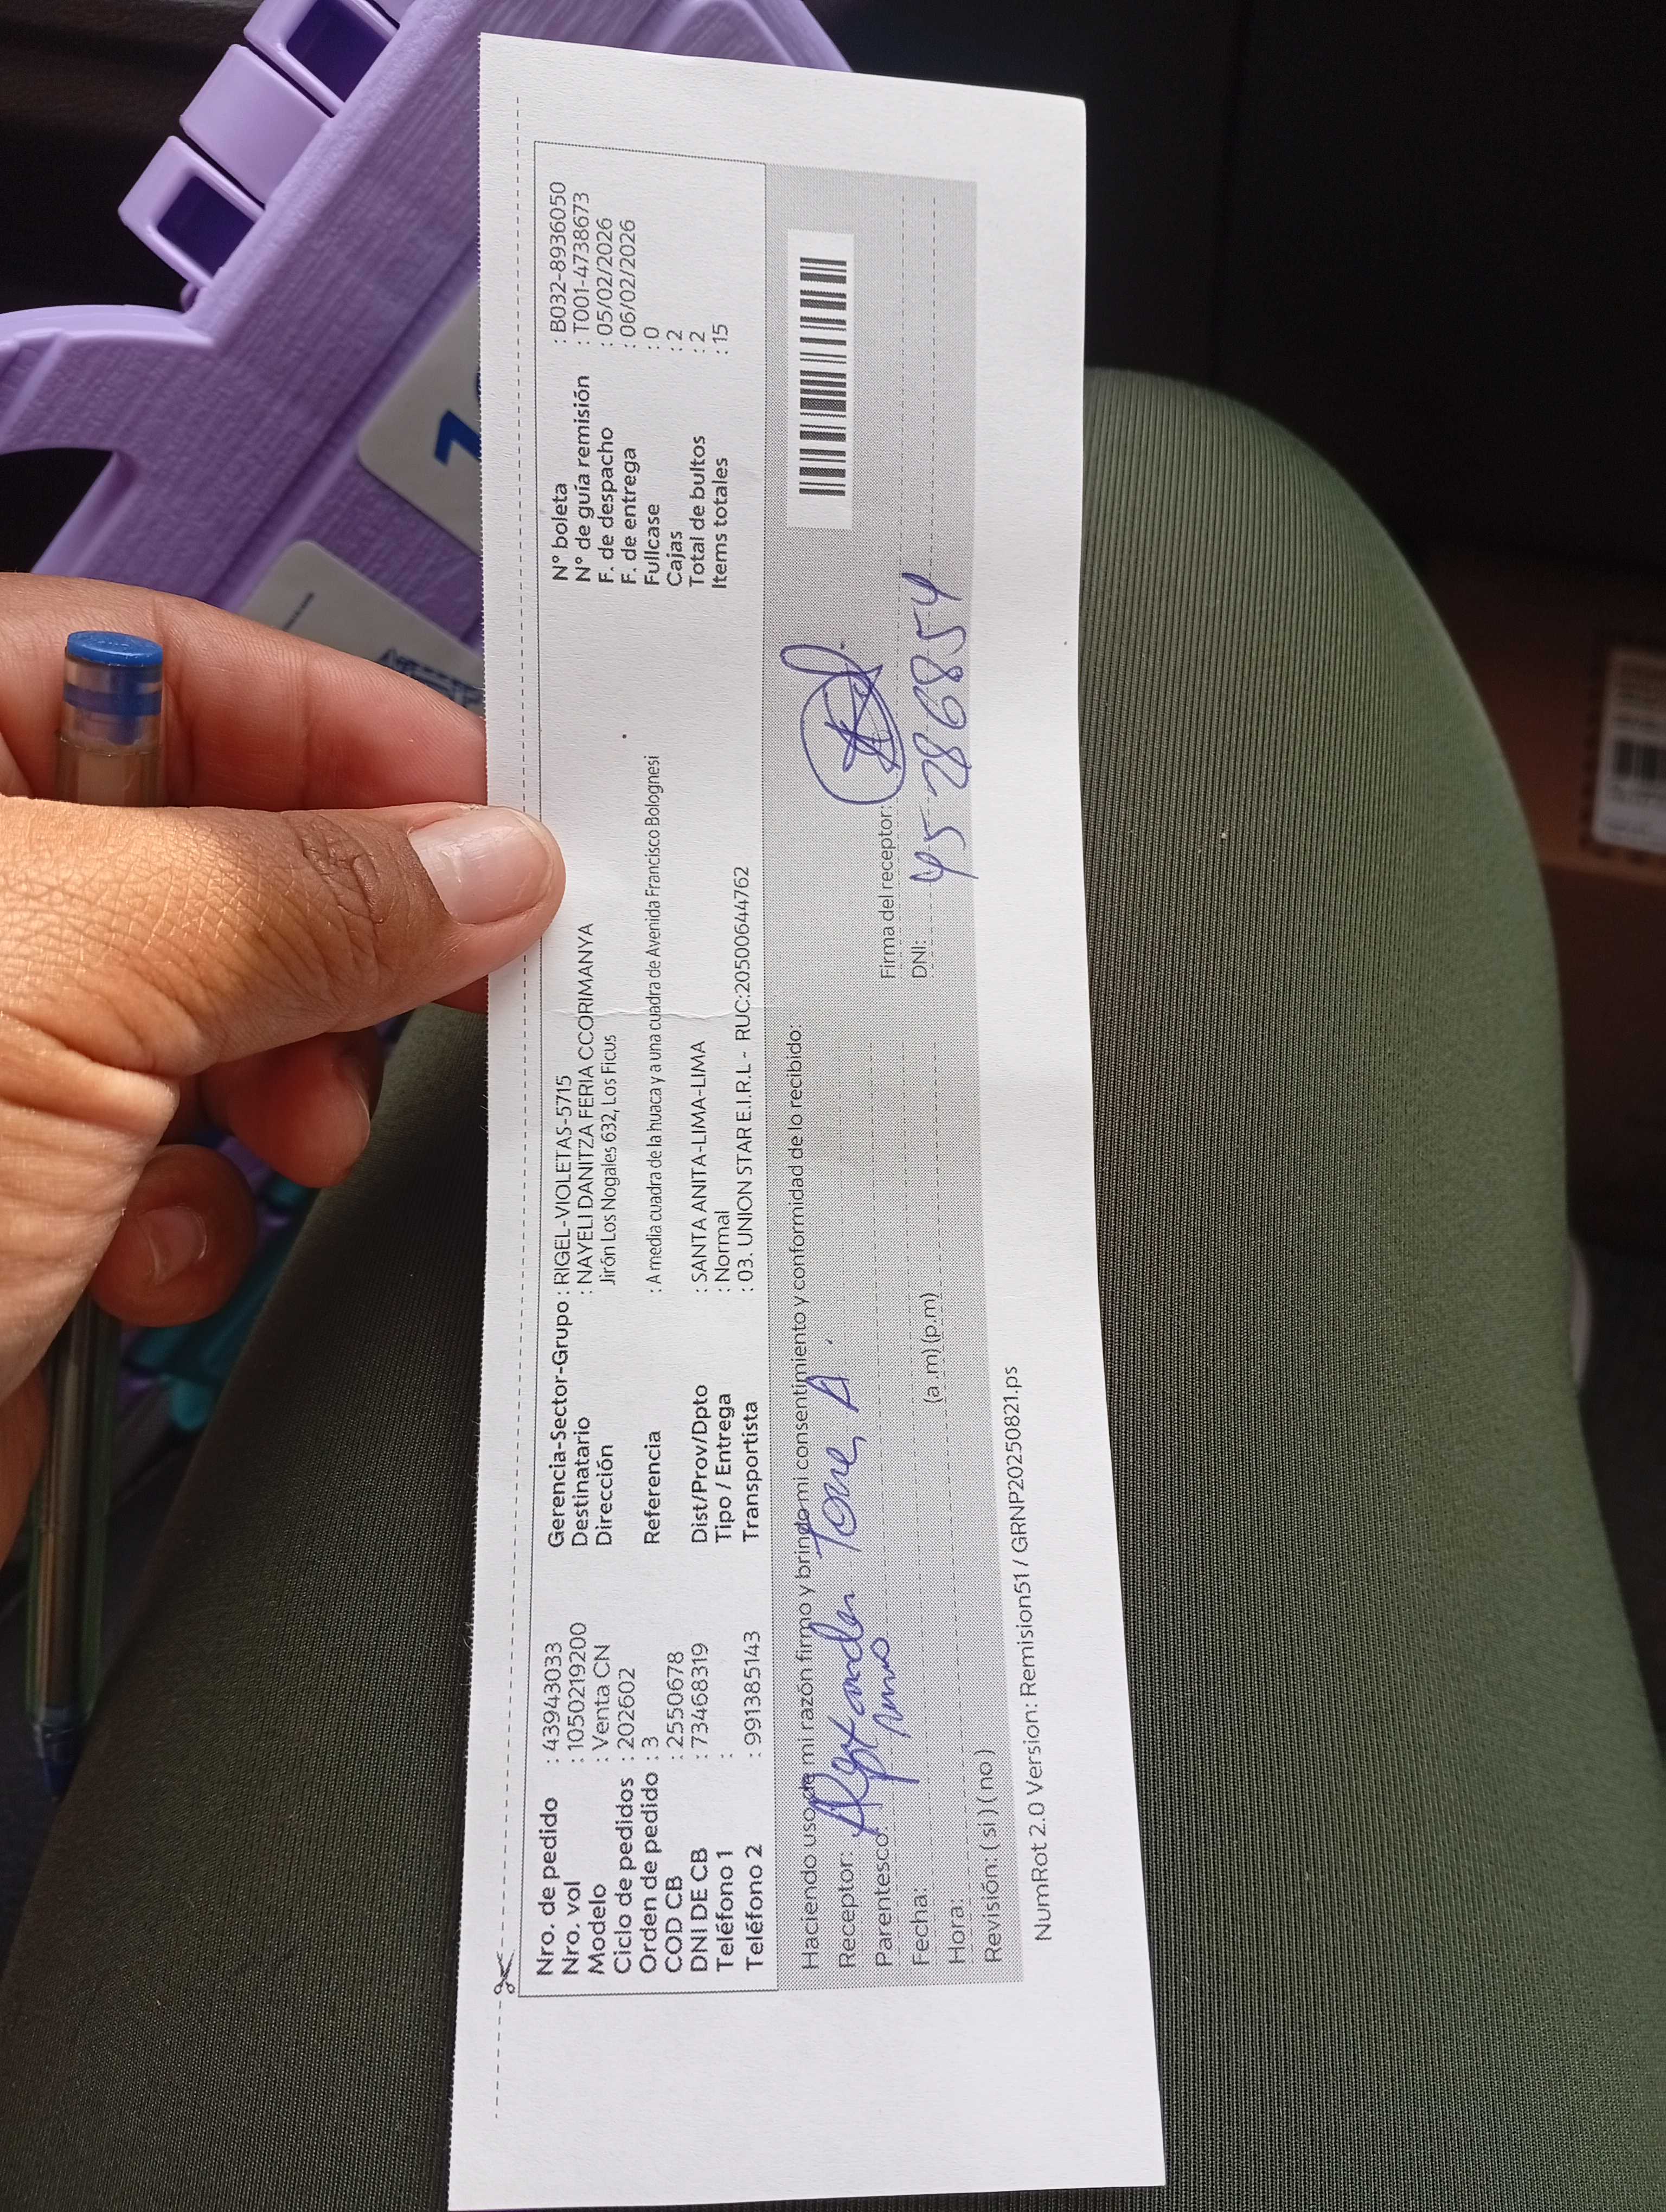 Nro. de pedido : 43943033
Nro. vol : 1050219200
Modelo : Venta CN
Ciclo de pedidos : 202602
Orden de pedido : 3
COD CB : 2550678
DNI DE CB : 73468319
Teléfono 1 :
Teléfono 2 : 991385143
Gerencia-Sector-Grupo : RIGEL-VIOLETAS-5715
Destinatario : NAYELI DANITZA FERIA CCORIMANYA
Dirección : Jirón Los Nogales 632, Los Ficus
Referencia : A media cuadra de la huaca y a una cuadra de Avenida Francisco Bolognesi
Dist/Prov/Dpto : SANTA ANITA-LIMA-LIMA
Tipo / Entrega : Normal
Transportista : 03. UNION STAR E.I.R.L - RUC:20500644762
N° boleta : B032-8936050
N° de guía remisión : T001-4738673
F. de despacho : 05/02/2026
F. de entrega : 06/02/2026
Fullcase : 0
Cajas : 2
Total de bultos : 2
Items totales : 15
Haciendo uso de mi razón firmo y brindo mi consentimiento y conformidad de lo recibido:
Receptor:
Parentesco:
Fecha:
Hora: (a.m) (p.m)
Revisión: ( si ) ( no )
Firma del receptor:
DNI: 45286854
NumRot 2.0 Version: Remision51 / GRNP20250821.ps